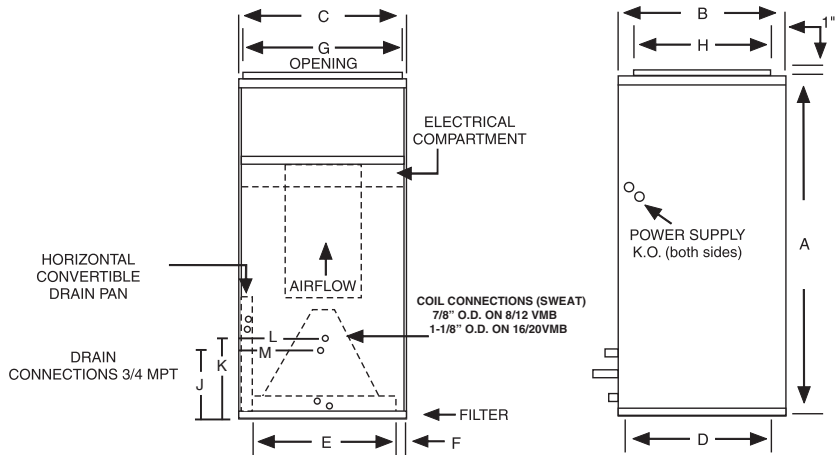 C
B
1"
G
H
OPENING
ELECTRICAL
COMPARTMENT
POWER SUPPLY
K.O. (both sides)
A
HORIZONTAL
CONVERTIBLE
DRAIN PAN
AIRFLOW
COIL CONNECTIONS (SWEAT)
7/8” O.D. ON 8/12 VMB
1-1/8” O.D. ON 16/20VMB
L
M
K
J
DRAIN
CONNECTIONS 3/4 MPT
FILTER
E
F
D